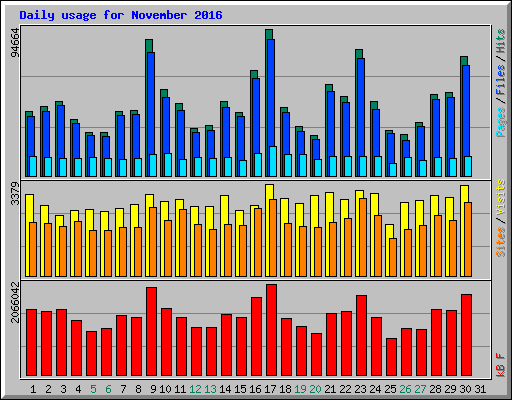 Daily usage for November 2016
94664
Pages / Files / Hits
3379
Sites / Visits
2066042
kB F
1 2 3 4 5 6 7 8 9 10 11 12 13 14 15 16 17 18 19 20 21 22 23 24 25 26 27 28 29 30 31